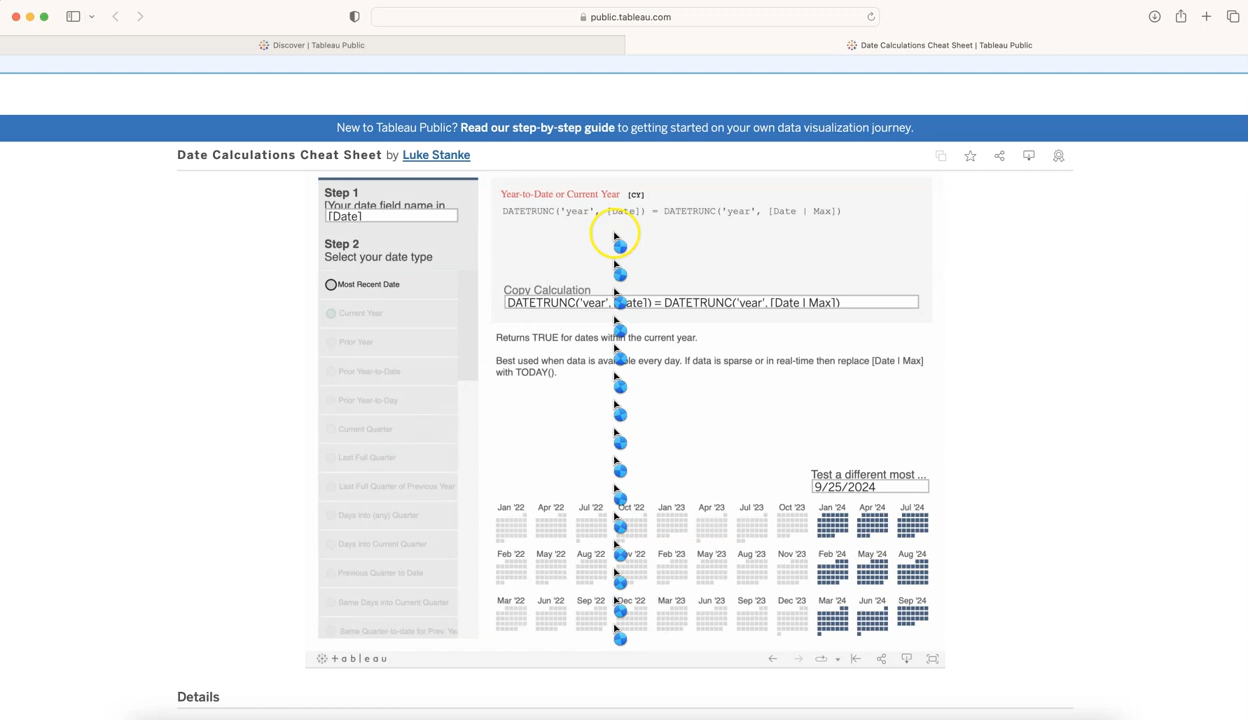 public.tableau.com
Discover | Tableau Public
Date Calculations Cheat Sheet | Tableau Public
New to Tableau Public? Read our step-by-step guide to getting started on your own data visualization journey.
Date Calculations Cheat Sheet by Luke Stanke
Step 1
[Your date field name in
[Date]
Step 2
Select your date type
Most Recent Date
Current Year
Prior Year
Prior Year-to-Date
Prior Year-to-Day
Current Quarter
Last Full Quarter
Last Full Quarter of Previous Year
Days into (any) Quarter
Days into Current Quarter
Previous Quarter to Date
Same Days into Current Quarter
Same Quarter-to-date for Prev. Yea
Year-to-Date or Current Year [CY]
DATETRUNC('year', [Date]) = DATETRUNC('year', [Date | Max])
Copy Calculation
DATETRUNC('year', [Date]) = DATETRUNC('year', [Date | Max])
Returns TRUE for dates within the current year.
Best used when data is available every day. If data is sparse or in real-time then replace [Date | Max]
with TODAY().
Test a different most ...
9/25/2024
Jan '22 Apr '22 Jul '22 Oct '22 Jan '23 Apr '23 Jul '23 Oct '23 Jan '24 Apr '24 Jul '24
Feb '22 May '22 Aug '22 Nov '22 Feb '23 May '23 Aug '23 Nov '23 Feb '24 May '24 Aug '24
Mar '22 Jun '22 Sep '22 Dec '22 Mar '23 Jun '23 Sep '23 Dec '23 Mar '24 Jun '24 Sep '24
+ableau
Details